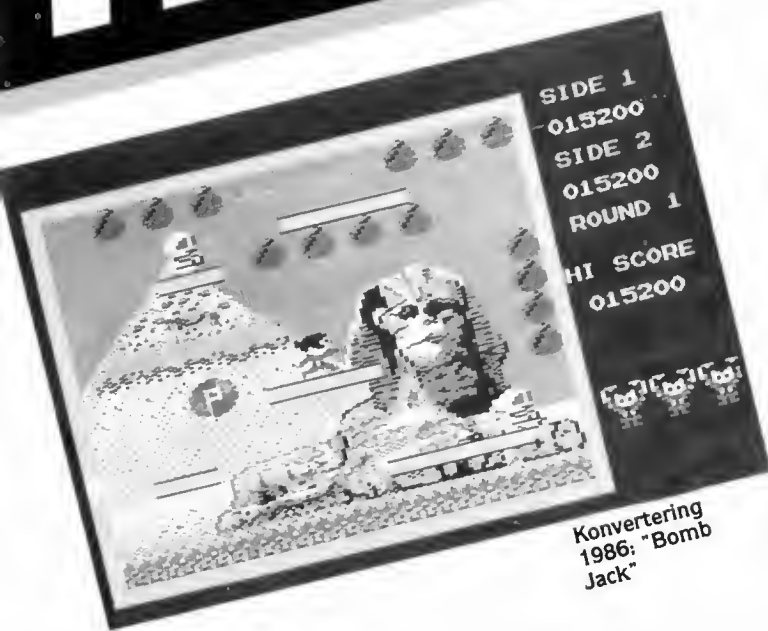 SIDE 1
015200
SIDE 2
015200
ROUND 1
HI SCORE
015200
P
Konvertering
1986: "Bomb
Jack"